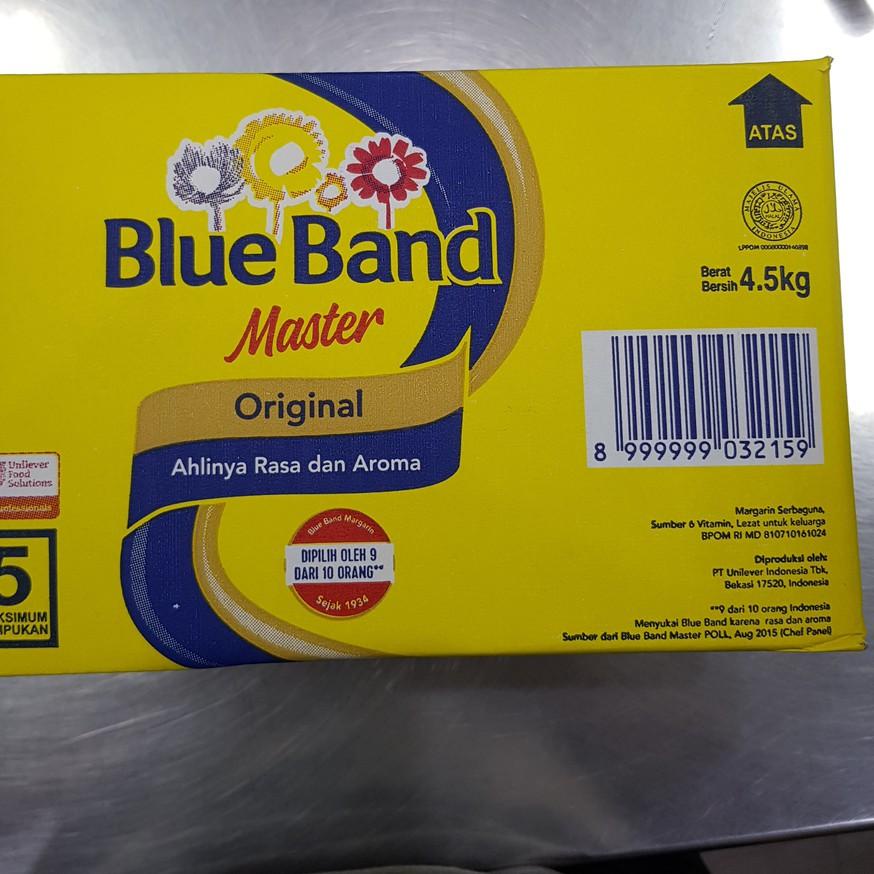 Blue Band
Master
Original
Ahlinya Rasa dan Aroma
Blue Band Margarin
DIPILIH OLEH 9
DARI 10 ORANG**
Sejak 1934
Unilever
Food
Solutions
5
ATAS
MAJELIS ULAMA
INDONESIA
Berat
Bersih 4.5kg
8 999999 032159
Margarin Serbaguna,
Sumber 6 Vitamin, Lezat untuk keluarga
BPOM RI MD 810710161024
Diproduksi oleh:
PT Unilever Indonesia Tbk,
Bekasi 17520, Indonesia
**9 dari 10 orang Indonesia
Menyukai Blue Band karena rasa dan aroma
Sumber dari Blue Band Master POLL, Aug 2015 (Chef Panel)